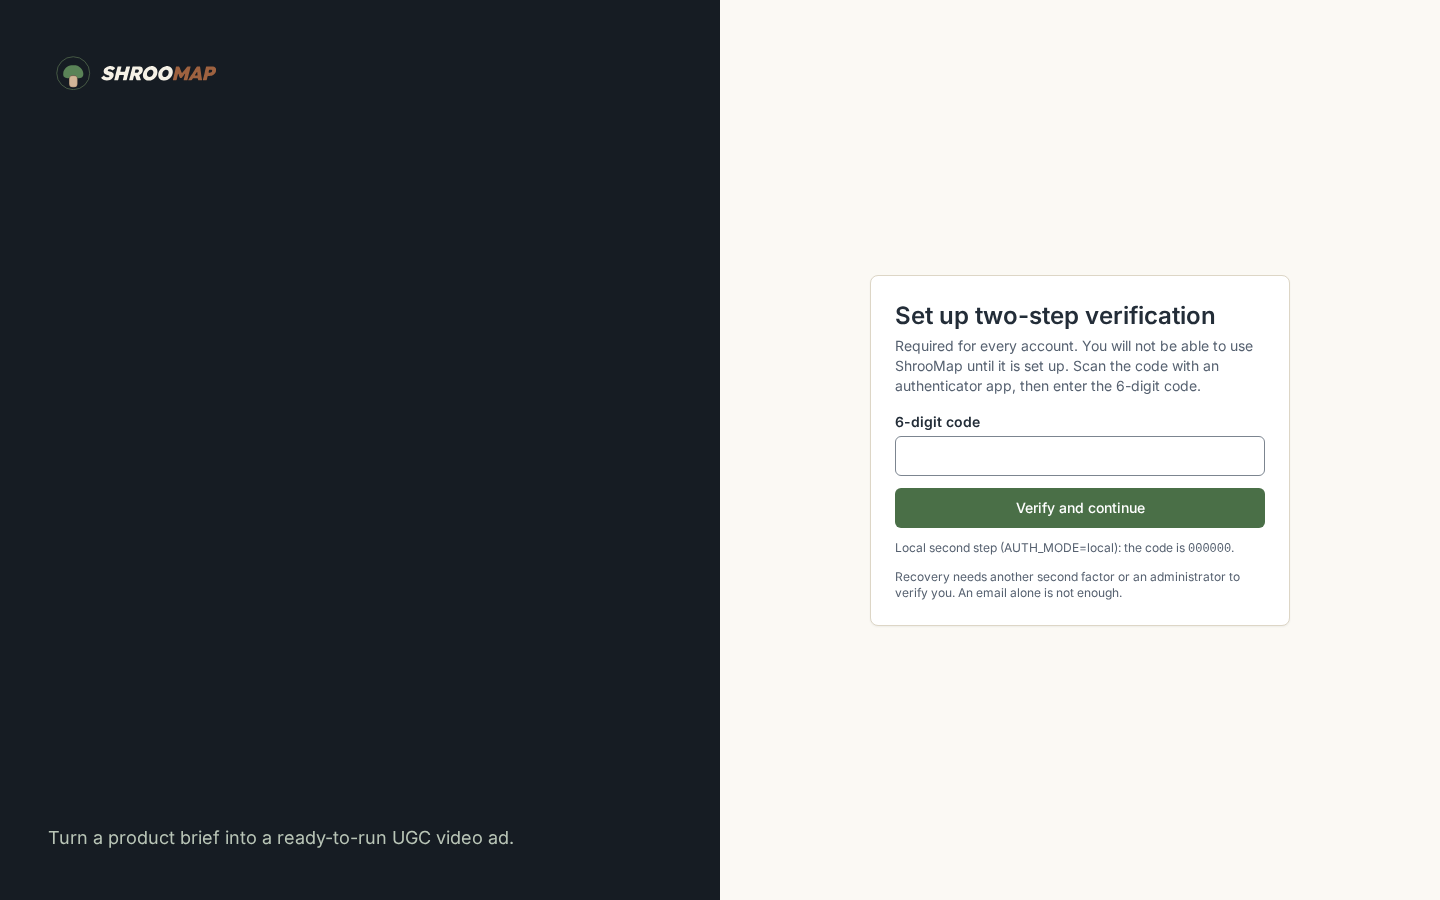 SHROOMAP
Turn a product brief into a ready-to-run UGC video ad.
Set up two-step verification
Required for every account. You will not be able to use
ShrooMap until it is set up. Scan the code with an
authenticator app, then enter the 6-digit code.
6-digit code
Verify and continue
Local second step (AUTH_MODE=local): the code is 000000.
Recovery needs another second factor or an administrator to
verify you. An email alone is not enough.